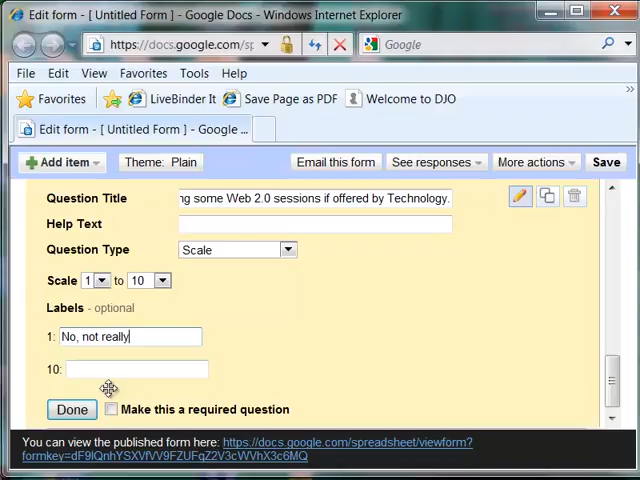 Edit form - [ Untitled Form ] - Google Docs - Windows Internet Explorer
https://docs.google.com/sp
Google
File Edit View Favorites Tools Help
Favorites LiveBinder It Save Page as PDF Welcome to DJO
Edit form - [ Untitled Form ] - Google ...
Add item Theme: Plain Email this form See responses More actions Save
Question Title ng some Web 2.0 sessions if offered by Technology.
Help Text
Question Type Scale
Scale 1 to 10
Labels - optional
1: No, not really
10:
Done Make this a required question
You can view the published form here: https://docs.google.com/spreadsheet/viewform?
formkey=dF9lQnhYSXVfVV9FZUFqZ2V3cWVhX3c6MQ